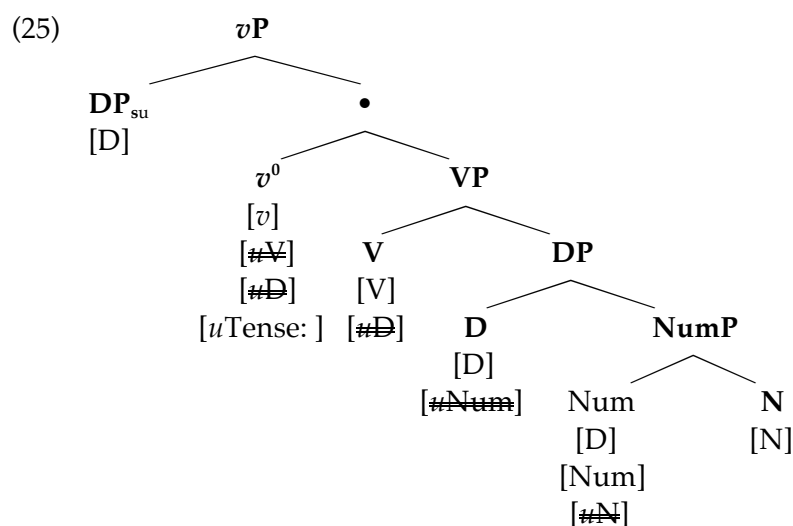 (25) vP
DPsu •
[D]
v⁰ VP
[v]
[uV] V DP
[uD] [V]
[uTense: ] [uD] D NumP
[D]
[uNum] Num N
[D] [N]
[Num]
[uN]